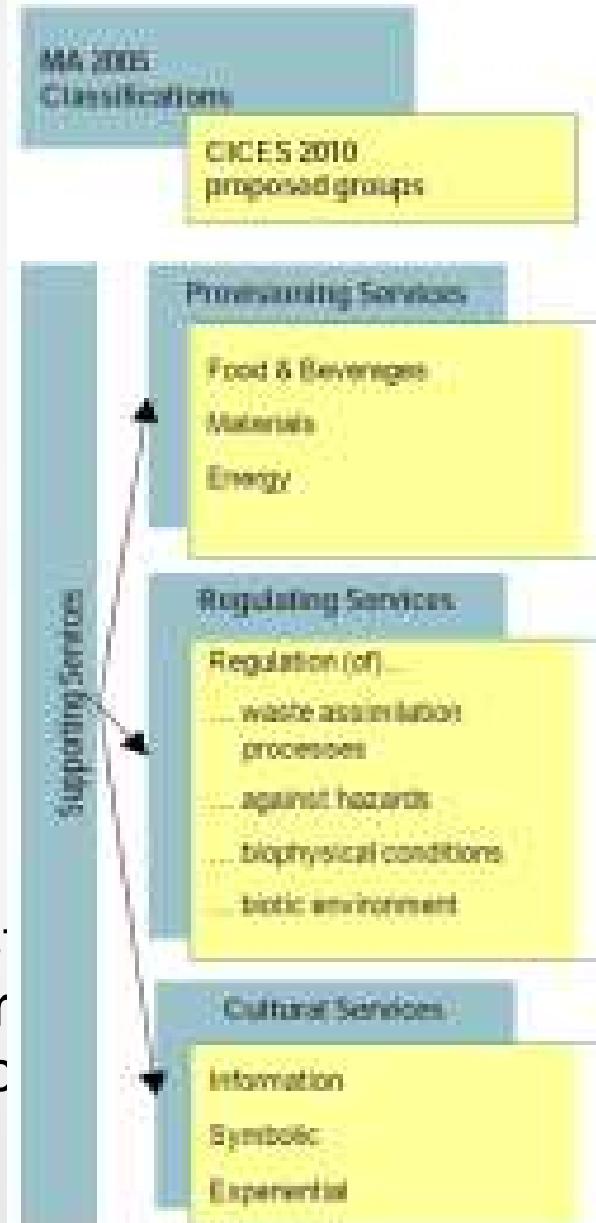 MA 2005
Classifications
CICES 2010
proposed groups
Supporting Services
Provisioning Services
Food & Beverages
Materials
Energy
Regulating Services
Regulation (of)...
.... waste assimilation
processes
.... against hazards
.... biophysical conditions
.... biotic environment
Cultural Services
Information
Symbolic
Experiential